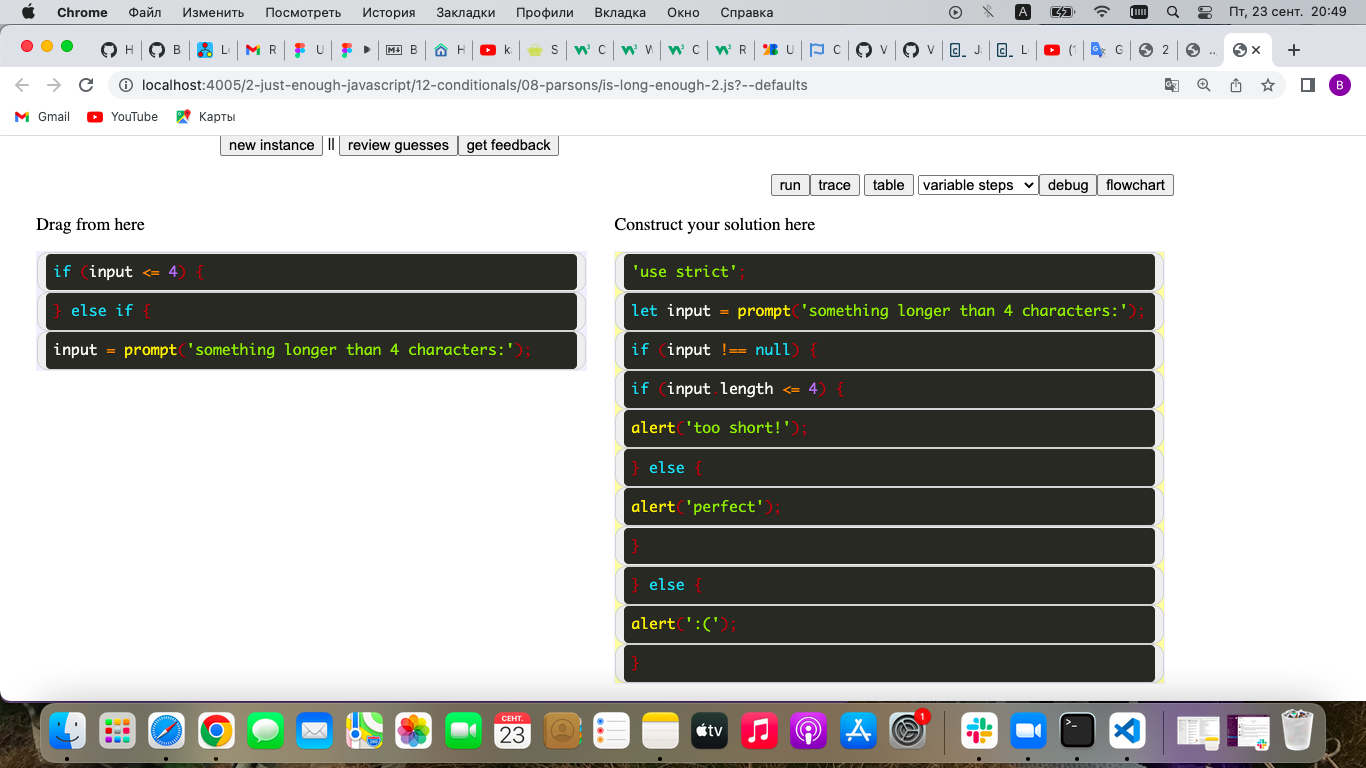 Chrome Файл Изменить Посмотреть История Закладки Профили Вкладка Окно Справка A Пт, 23 сент. 20:49
H B L R U B H k S C W C R U C V V J L (1 G 2 ...
localhost:4005/2-just-enough-javascript/12-conditionals/08-parsons/is-long-enough-2.js?--defaults B
Gmail YouTube Карты
new instance || review guesses get feedback
run trace table variable steps debug flowchart
Drag from here
if (input <= 4) {
} else if {
input = prompt('something longer than 4 characters:');
Construct your solution here
'use strict';
let input = prompt('something longer than 4 characters:');
if (input !== null) {
if (input.length <= 4) {
alert('too short!');
} else {
alert('perfect');
}
} else {
alert(':(');
}
СЕНТ.
23
tv
1